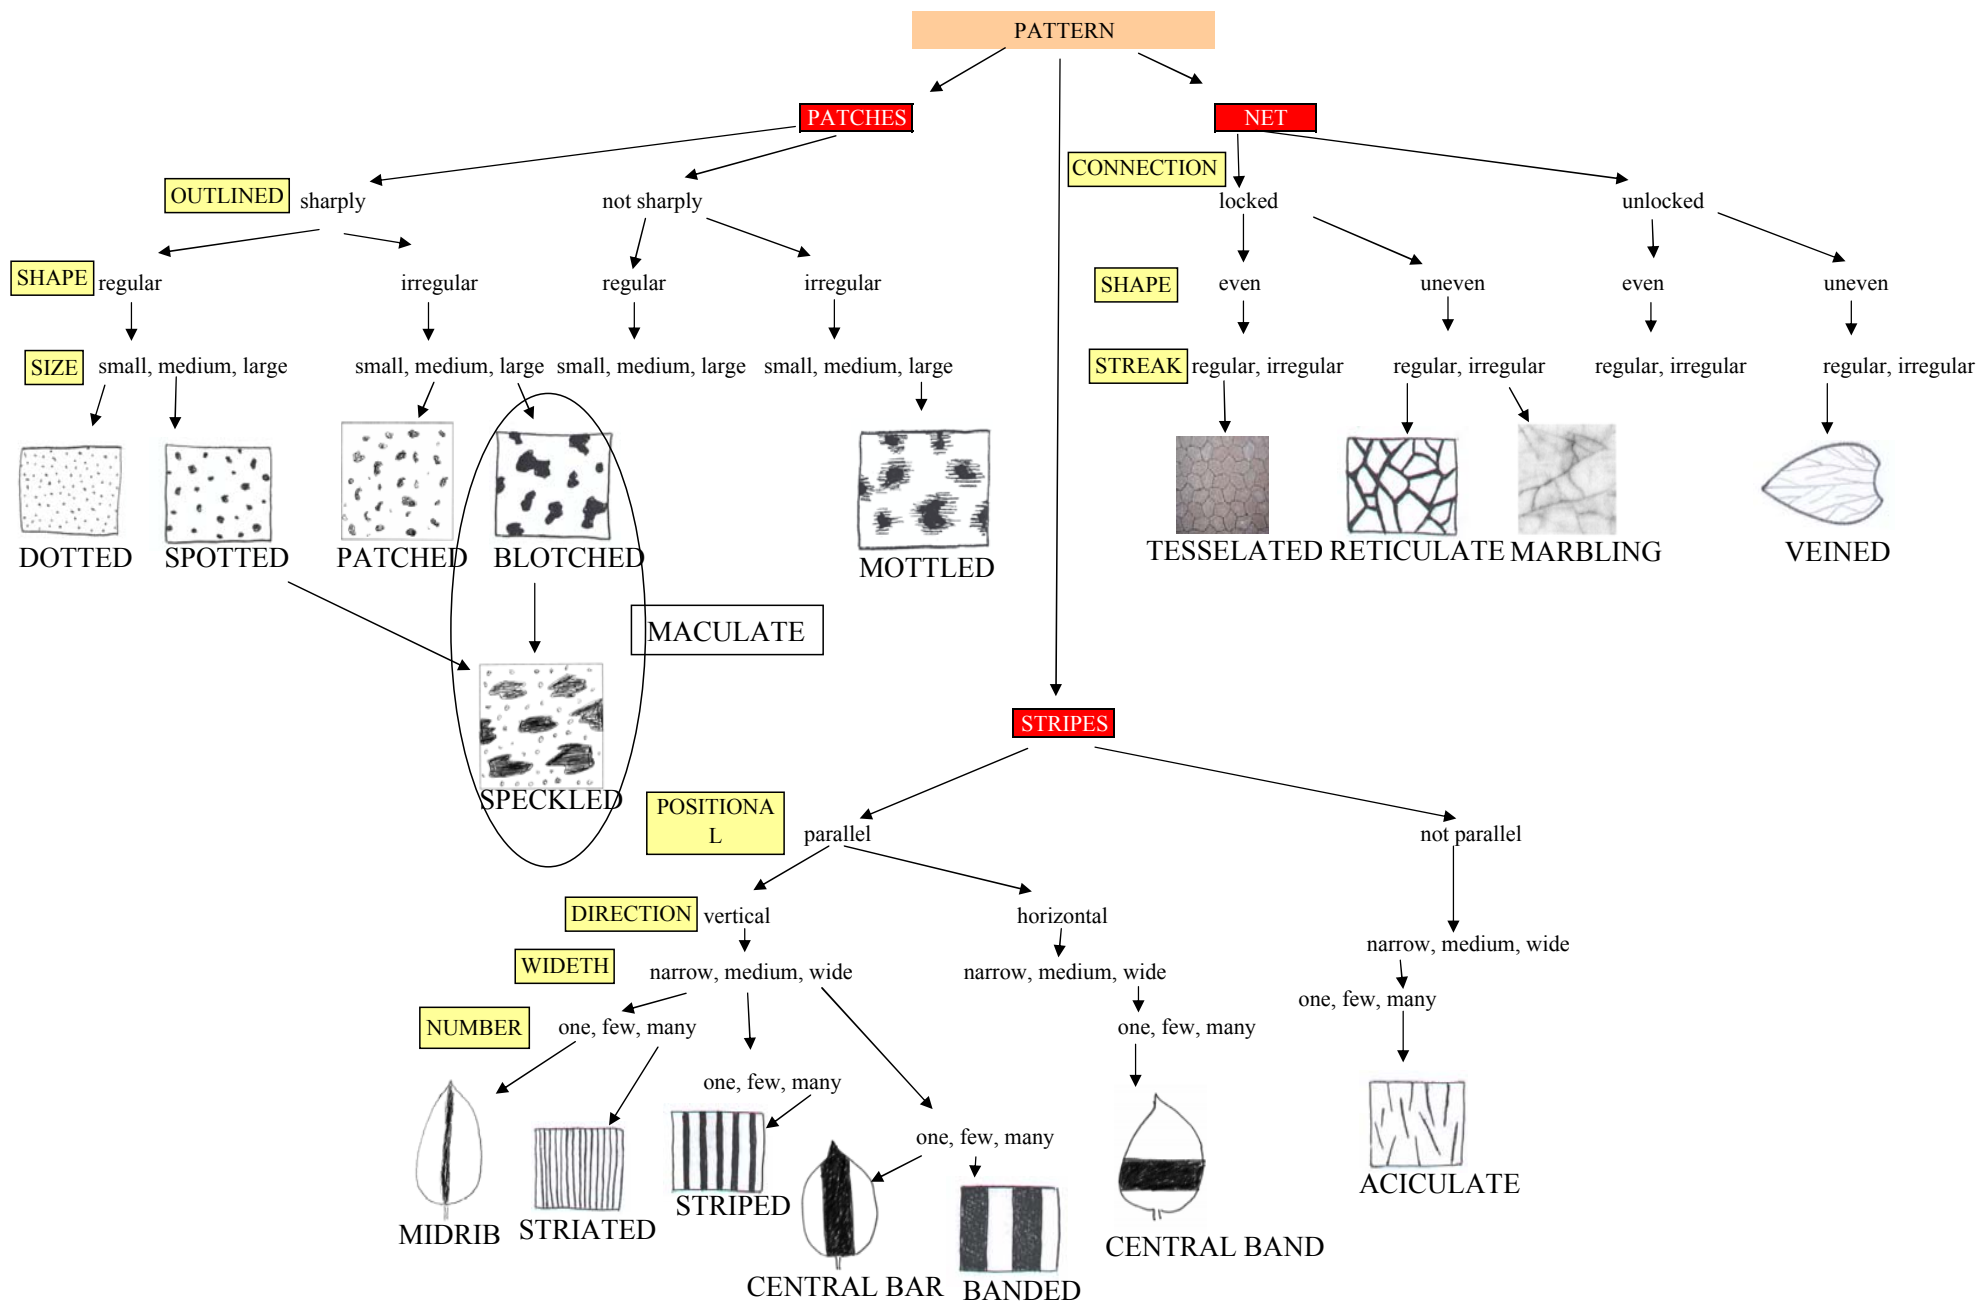 PATTERN
PATCHES
NET
CONNECTION
OUTLINED
sharply
not sharply
locked
unlocked
SHAPE
regular
irregular
regular
irregular
SHAPE
even
uneven
even
uneven
SIZE
small, medium, large
small, medium, large
small, medium, large
small, medium, large
STREAK
regular, irregular
regular, irregular
regular, irregular
regular, irregular
DOTTED
SPOTTED
PATCHED
BLOTCHED
MOTTLED
TESSELATED
RETICULATE
MARBLING
VEINED
MACULATE
SPECKLED
STRIPES
POSITIONA
L
parallel
not parallel
DIRECTION
vertical
horizontal
WIDETH
narrow, medium, wide
narrow, medium, wide
narrow, medium, wide
NUMBER
one, few, many
one, few, many
one, few, many
one, few, many
one, few, many
MIDRIB
STRIATED
STRIPED
CENTRAL BAR
BANDED
CENTRAL BAND
ACICULATE